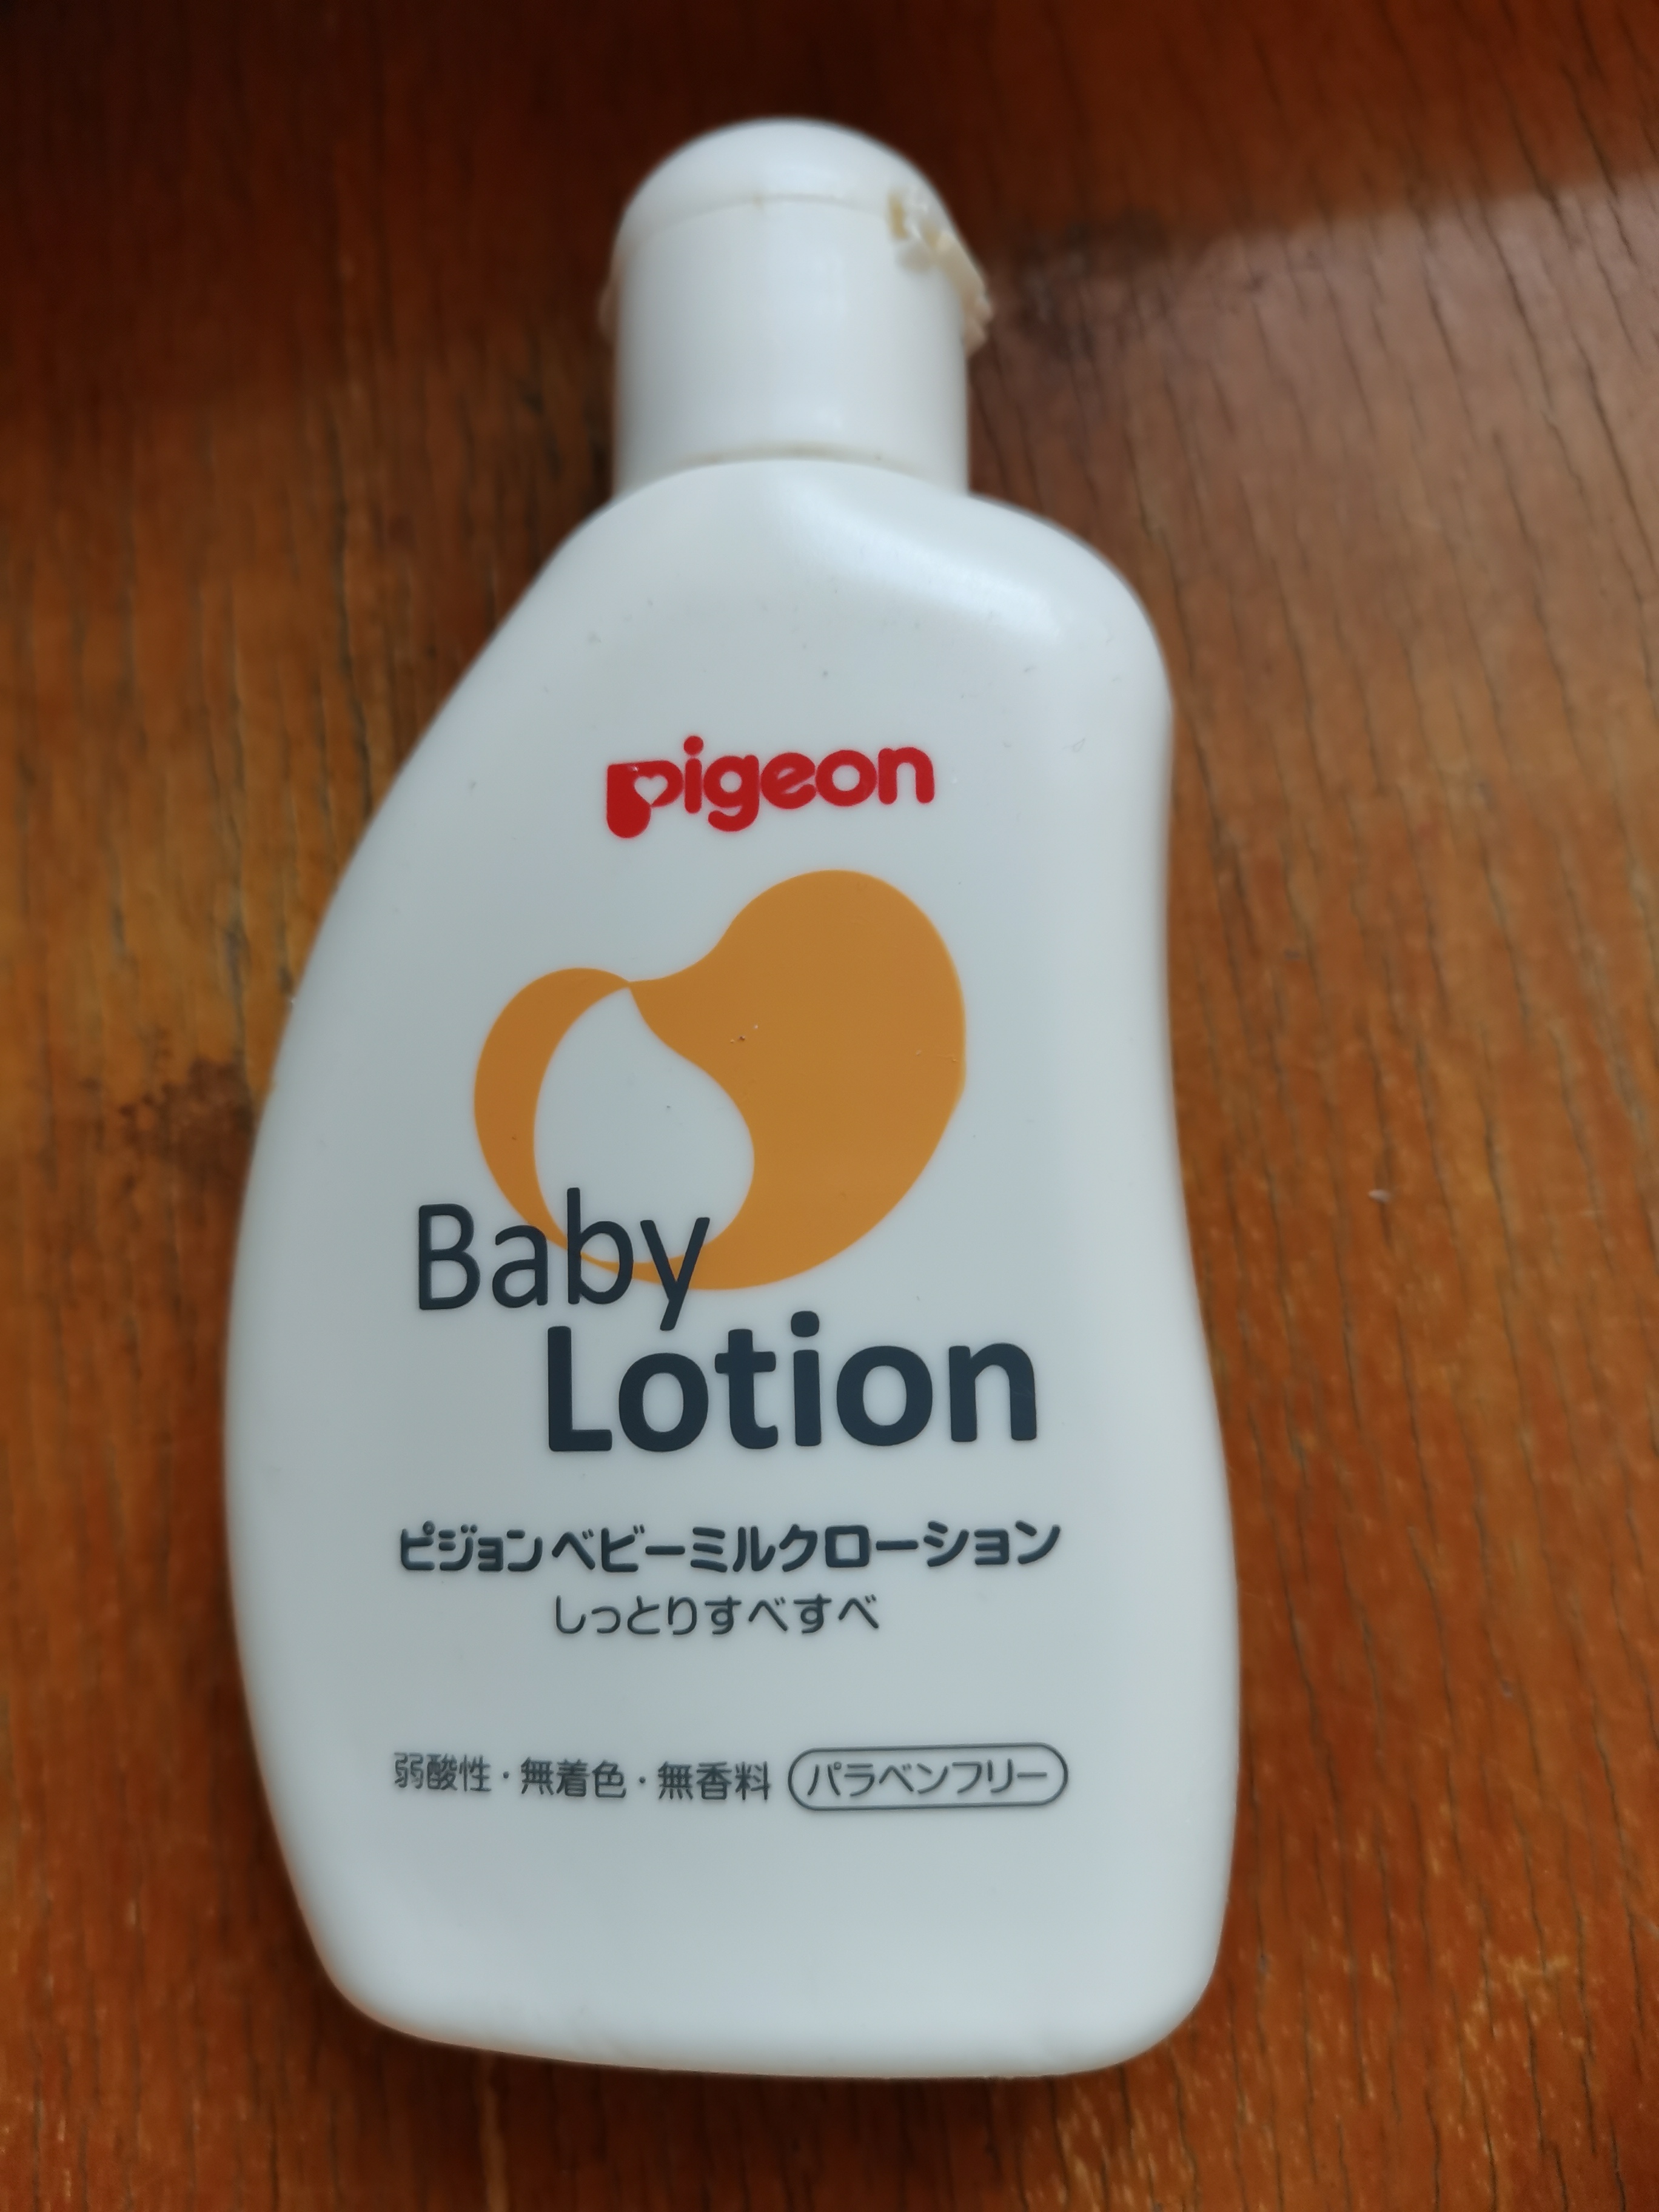 pigeon
Baby
Lotion
ピジョンベビーミルクローション
しっとりすべすべ
弱酸性・無着色・無香料 パラベンフリー